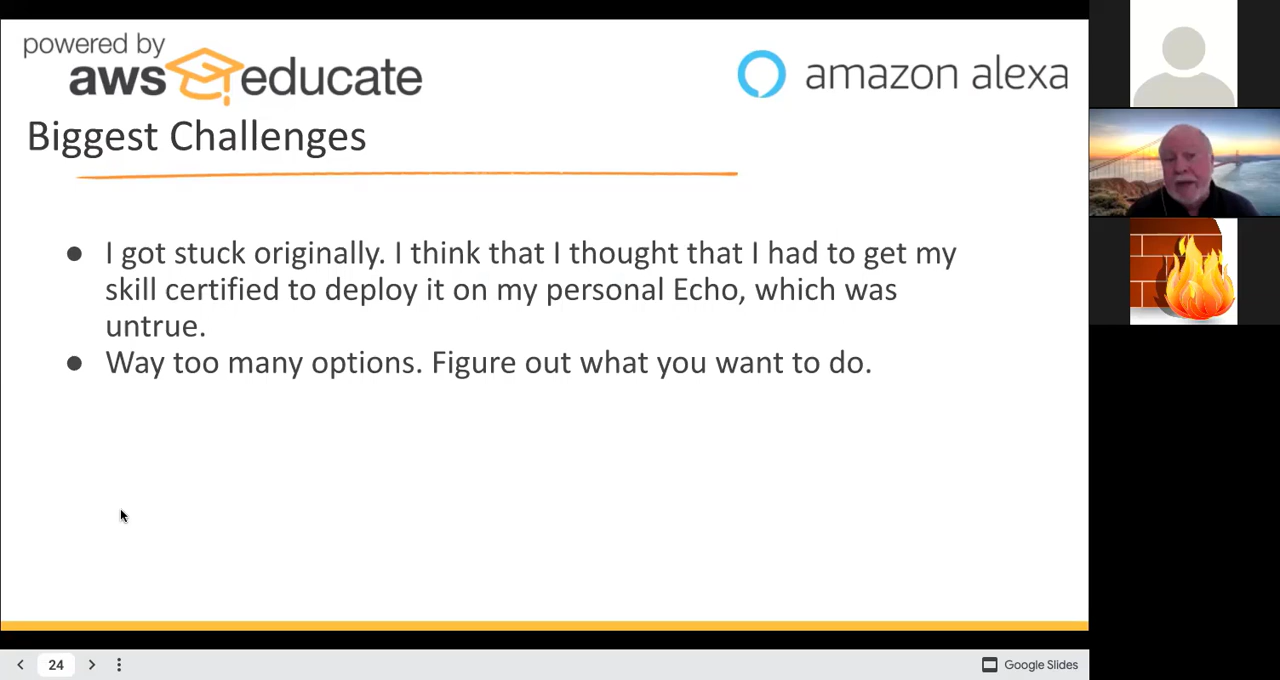 powered by
aws educate
amazon alexa
Biggest Challenges
● I got stuck originally. I think that I thought that I had to get my
skill certified to deploy it on my personal Echo, which was
untrue.
● Way too many options. Figure out what you want to do.
24
Google Slides